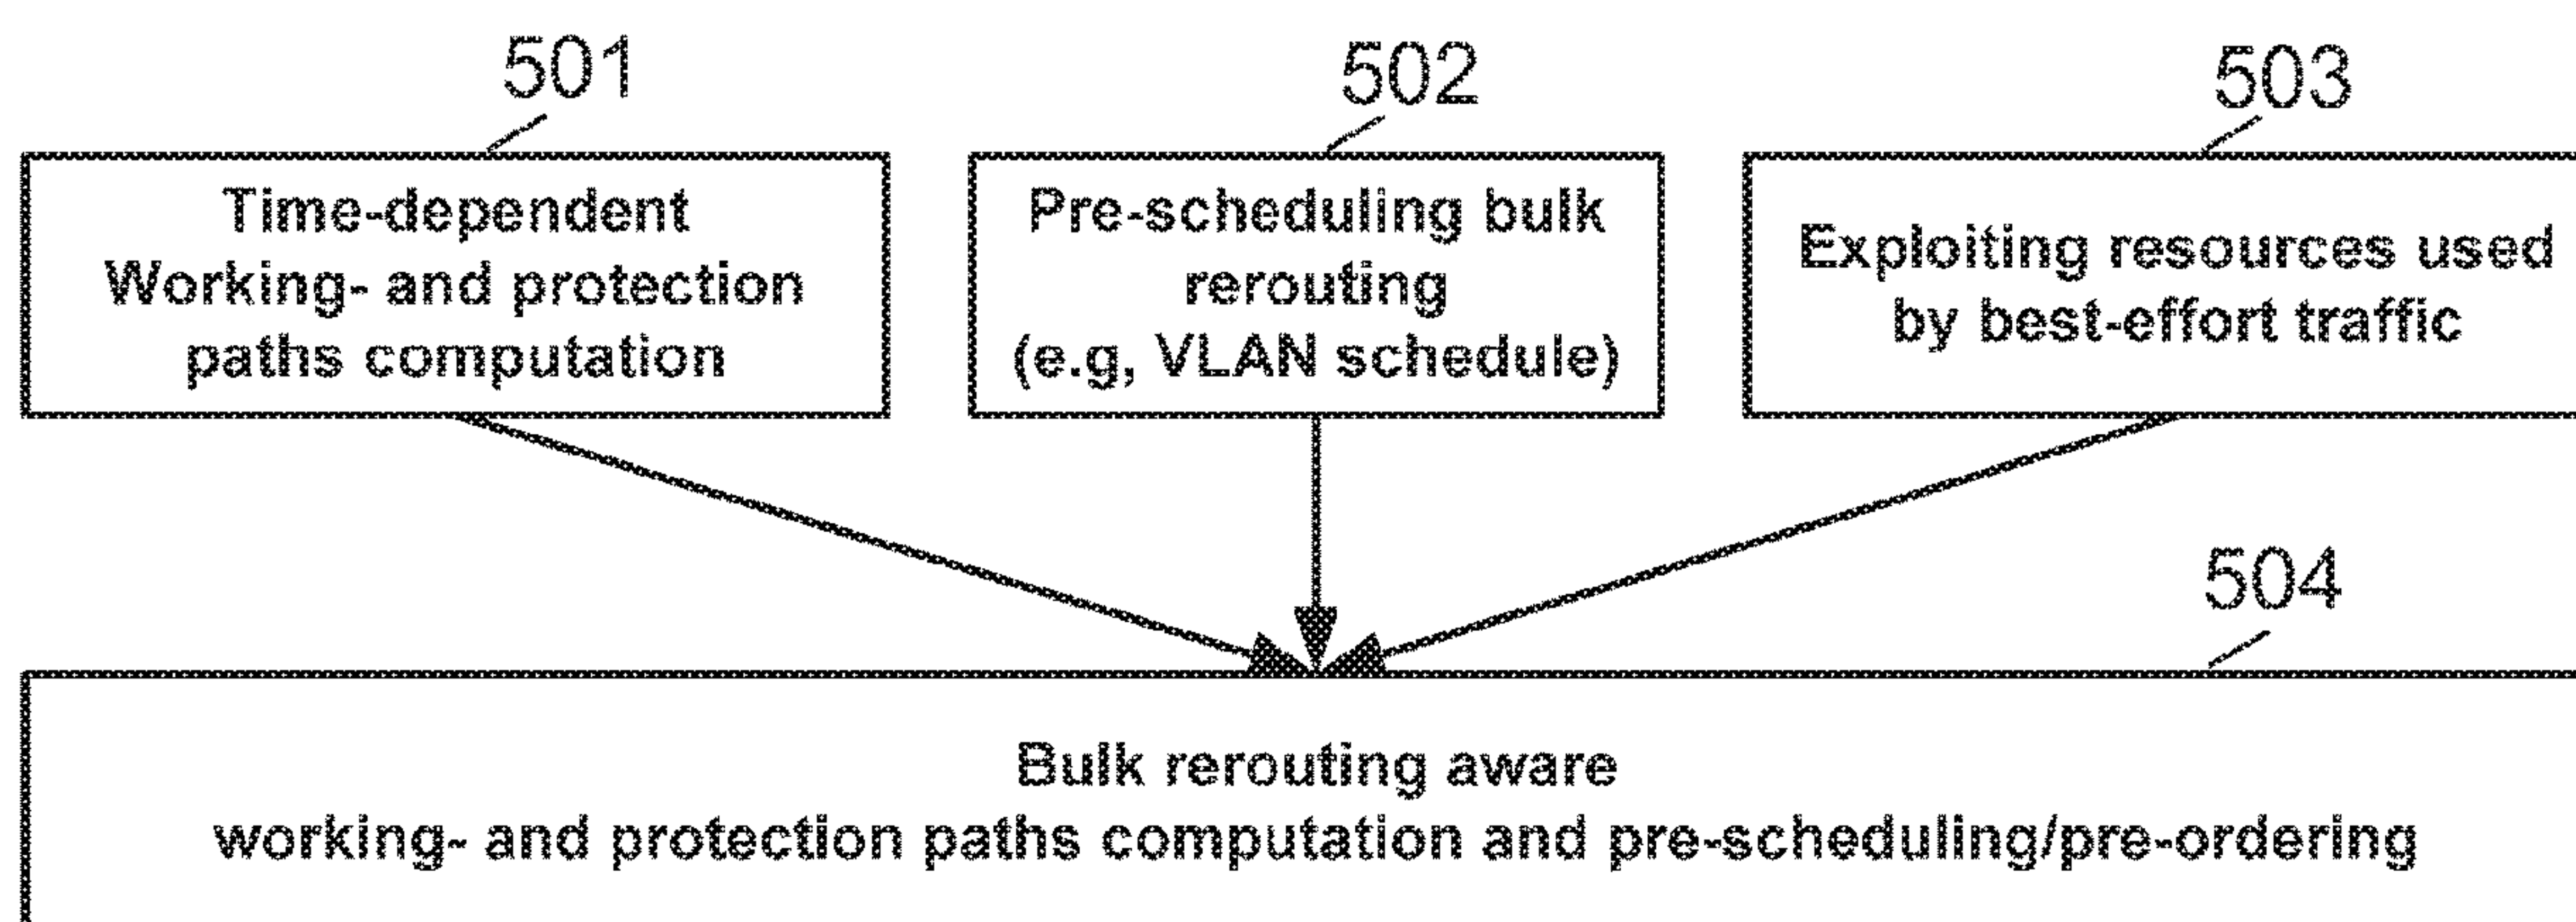 501
502
503
Time-dependent
Working- and protection
paths computation
Pre-scheduling bulk
rerouting
(e.g, VLAN schedule)
Exploiting resources used
by best-effort traffic
504
Bulk rerouting aware
working- and protection paths computation and pre-scheduling/pre-ordering